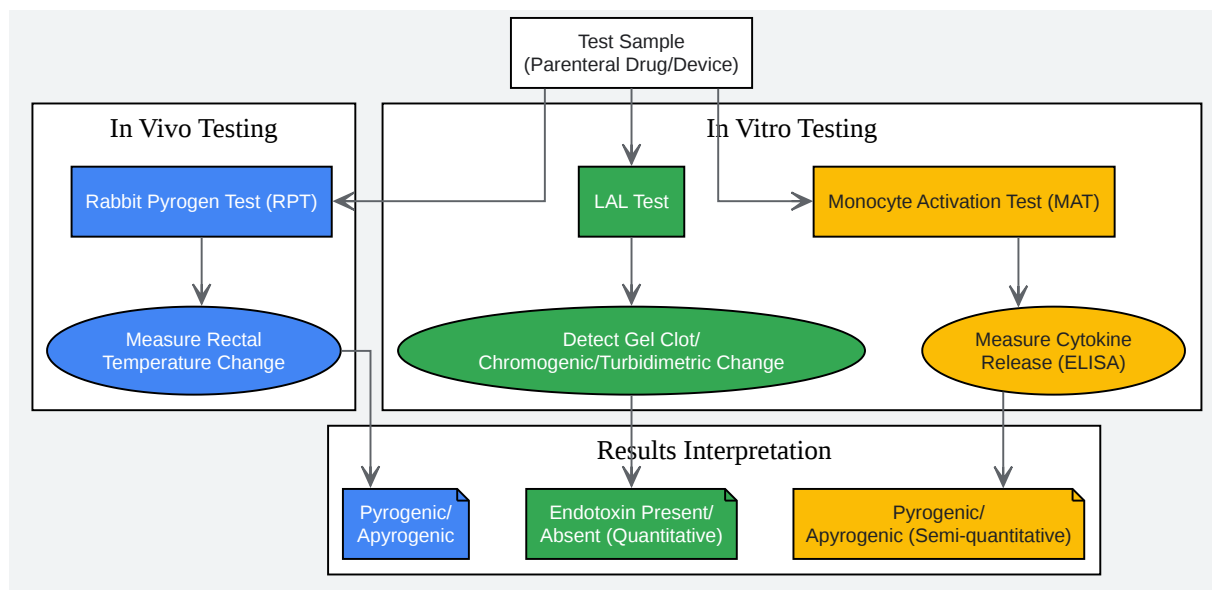 Test Sample
(Parenteral Drug/Device)
In Vivo Testing
In Vitro Testing
Rabbit Pyrogen Test (RPT)
LAL Test
Monocyte Activation Test (MAT)
Measure Rectal
Temperature Change
Detect Gel Clot/
Chromogenic/Turbidimetric Change
Measure Cytokine
Release (ELISA)
Results Interpretation
Pyrogenic/
Apyrogenic
Endotoxin Present/
Absent (Quantitative)
Pyrogenic/
Apyrogenic (Semi-quantitative)